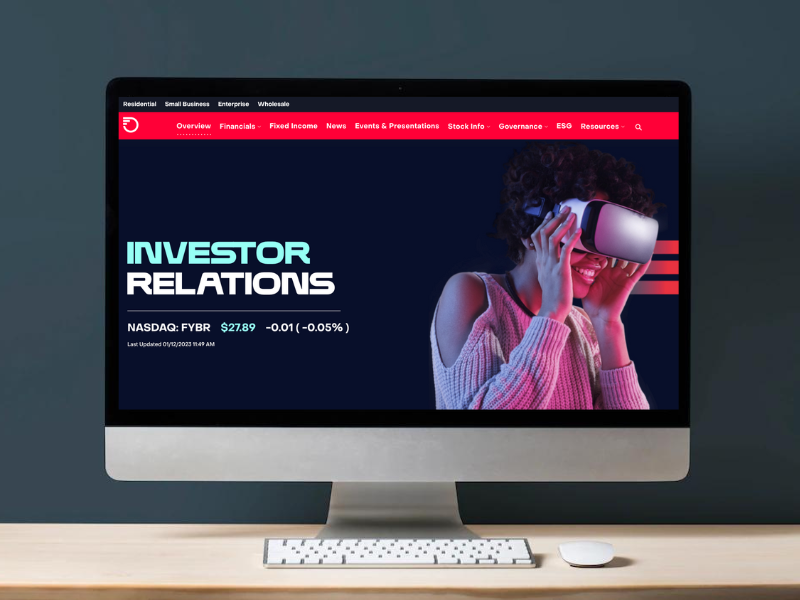 Residential Small Business Enterprise Wholesale
Overview Financials Fixed Income News Events & Presentations Stock Info Governance ESG Resources
INVESTOR
RELATIONS
NASDAQ: FYBR $27.89 -0.01 ( -0.05% )
Last Updated 01/12/2023 11:49 AM